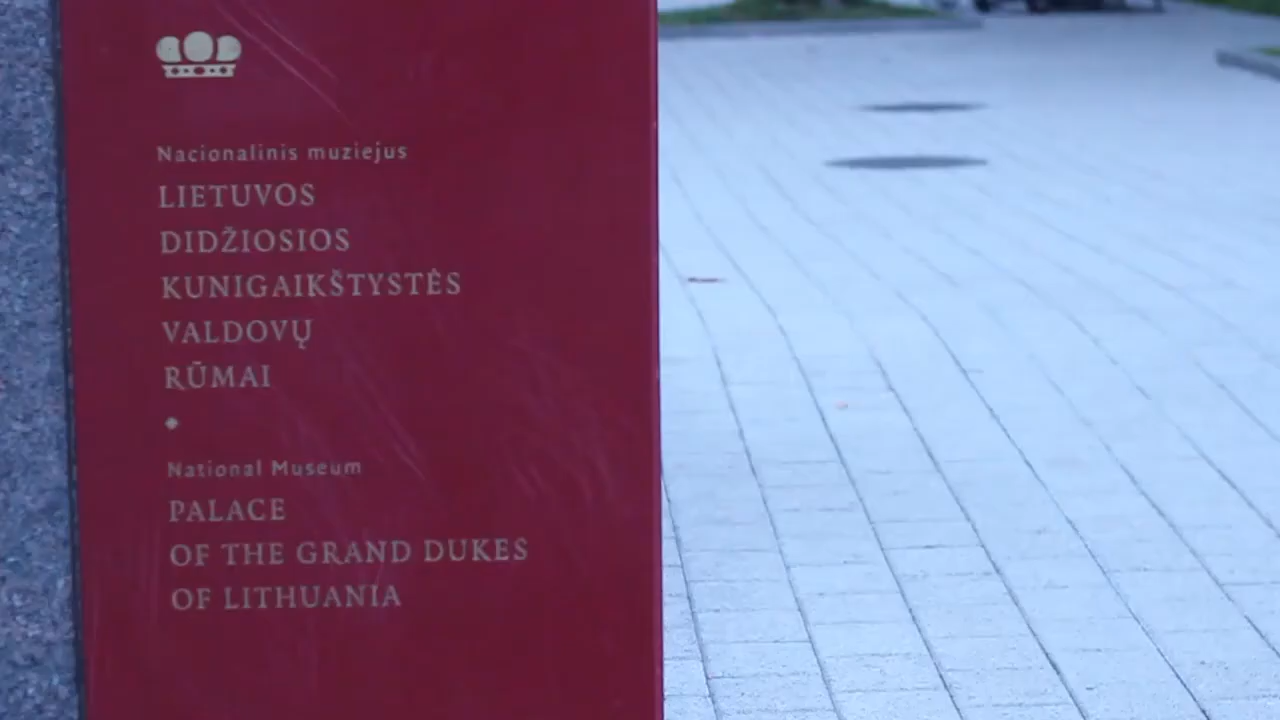 Nacionalinis muziejus
LIETUVOS
DIDŽIOSIOS
KUNIGAIKŠTYSTĖS
VALDOVŲ
RŪMAI
National Museum
PALACE
OF THE GRAND DUKES
OF LITHUANIA